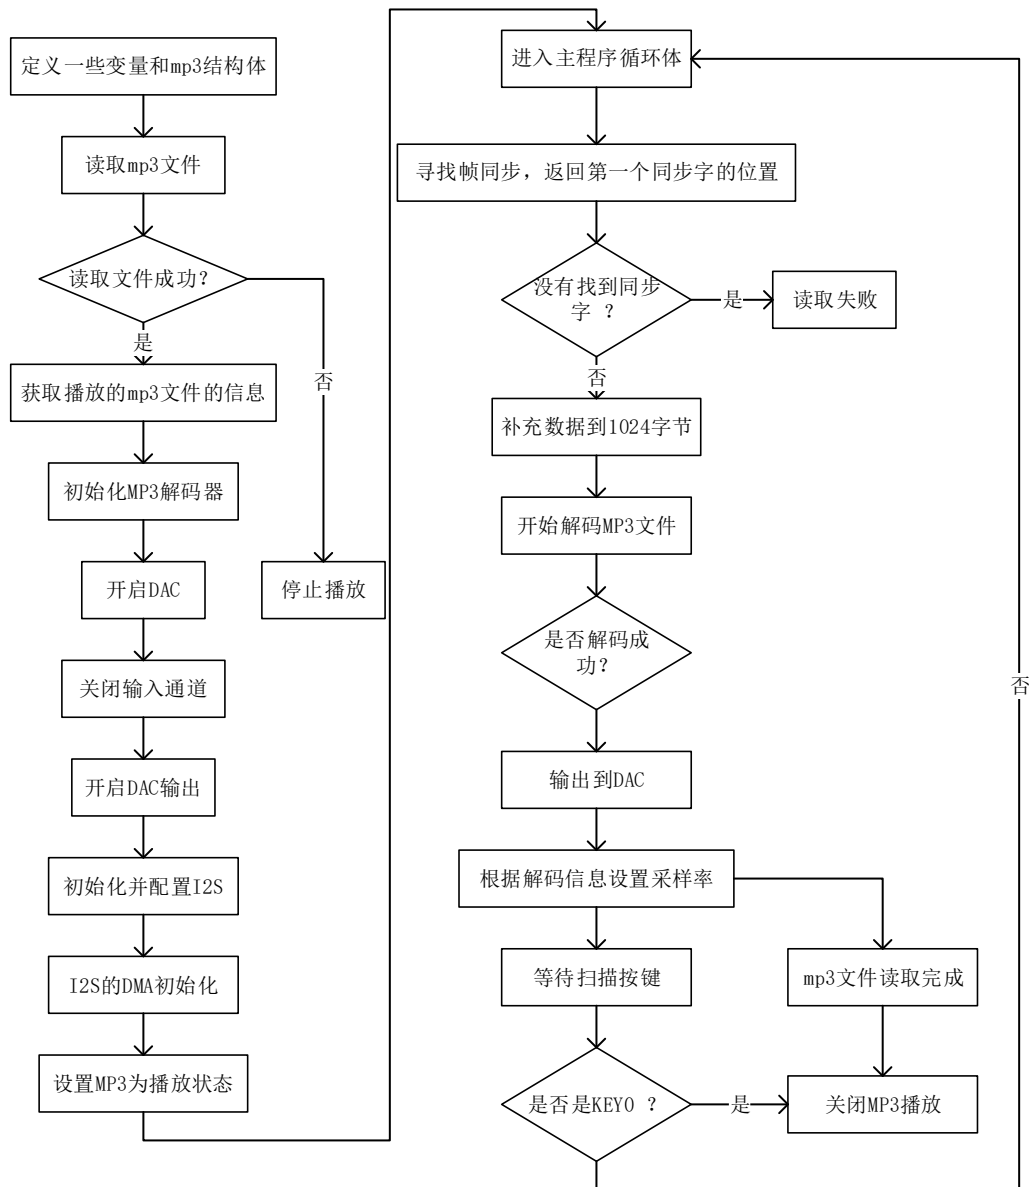 定义一些变量和mp3结构体
读取mp3文件
读取文件成功?
是
否
获取播放的mp3文件的信息
初始化MP3解码器
开启DAC
停止播放
关闭输入通道
开启DAC输出
初始化并配置I2S
I2S的DMA初始化
设置MP3为播放状态
进入主程序循环体
寻找帧同步,返回第一个同步字的位置
没有找到同步
字 ?
是
读取失败
否
补充数据到1024字节
开始解码MP3文件
是否解码成
功?
输出到DAC
根据解码信息设置采样率
等待扫描按键
mp3文件读取完成
是否是KEY0 ?
是
关闭MP3播放
否